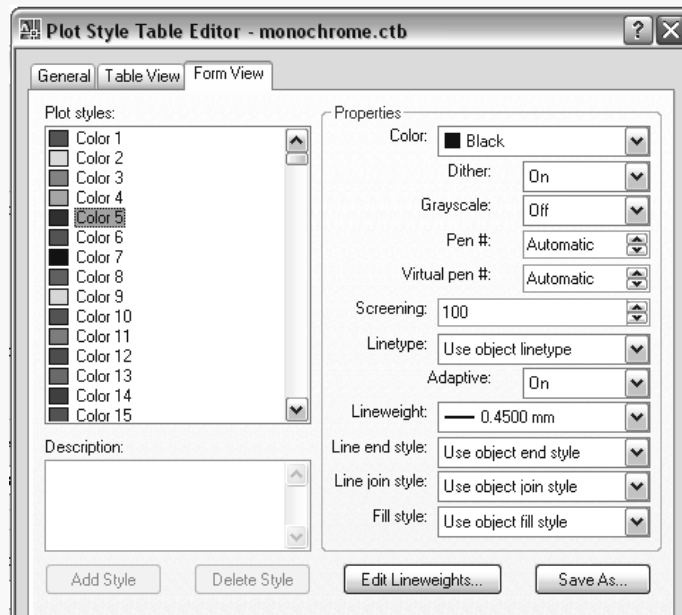 Plot Style Table Editor - monochrome.ctb
General Table View Form View
Plot styles:
Color 1
Color 2
Color 3
Color 4
Color 5
Color 6
Color 7
Color 8
Color 9
Color 10
Color 11
Color 12
Color 13
Color 14
Color 15
Description:
Add Style Delete Style
Properties
Color: Black
Dither: On
Grayscale: Off
Pen #: Automatic
Virtual pen #: Automatic
Screening: 100
Linetype: Use object linetype
Adaptive: On
Lineweight: 0.4500 mm
Line end style: Use object end style
Line join style: Use object join style
Fill style: Use object fill style
Edit Lineweights... Save As...